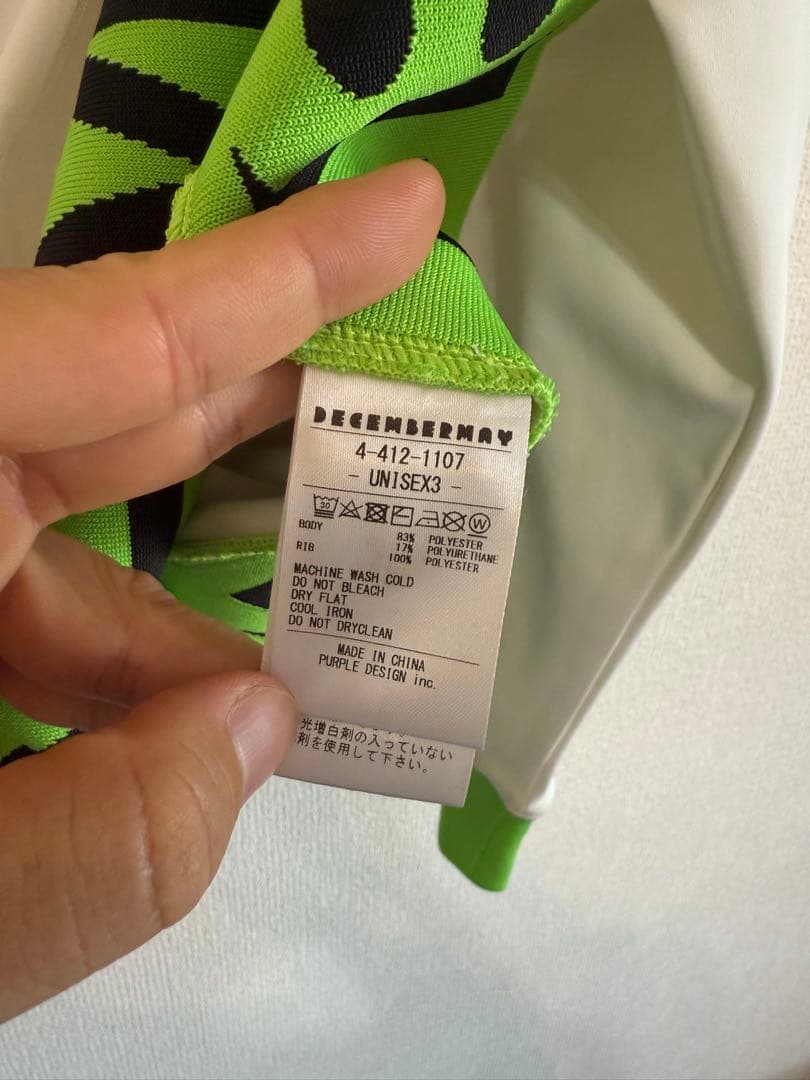 DECEMBERMAY
4-412-1107
- UNISEX3 -
30
W
BODY 83% POLYESTER
17% POLYURETHANE
RIB 100% POLYESTER
MACHINE WASH COLD
DO NOT BLEACH
DRY FLAT
COOL IRON
DO NOT DRYCLEAN
MADE IN CHINA
PURPLE DESIGN inc.
光増白剤の入っていない
剤を使用して下さい。